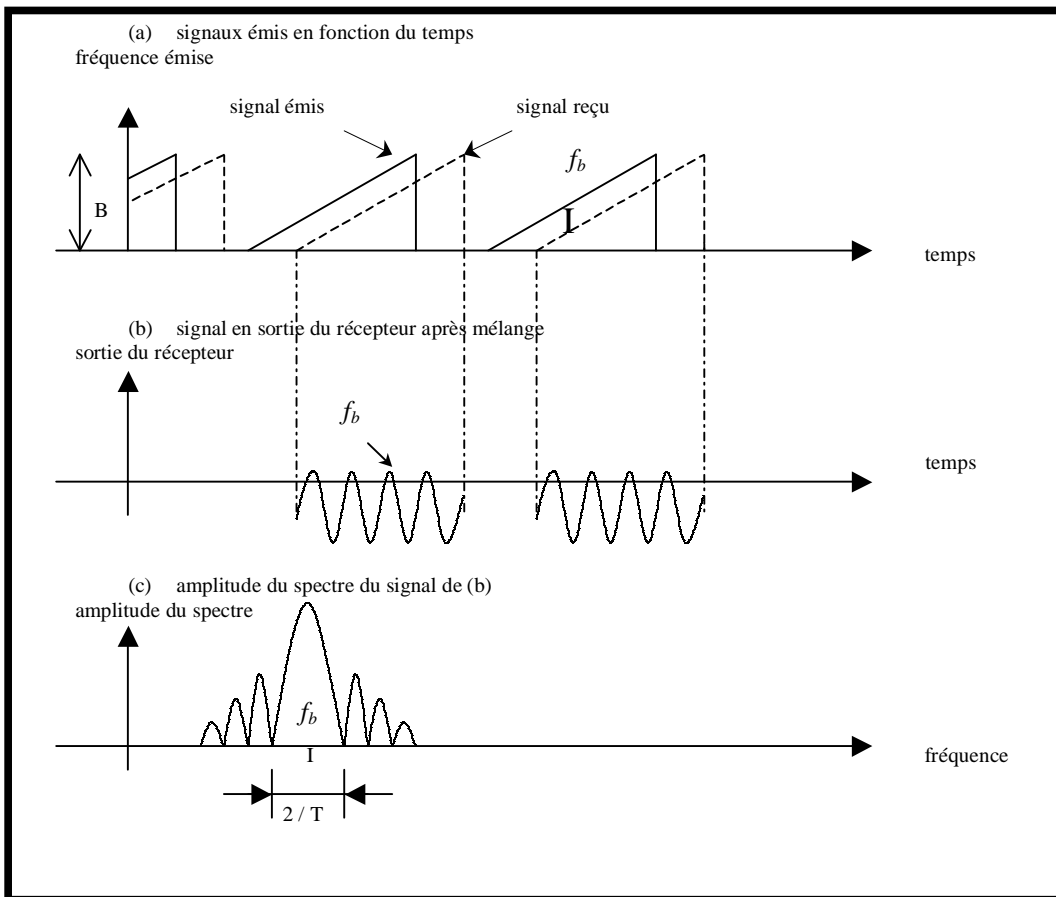 (a) signaux émis en fonction du temps
fréquence émise
signal émis
signal reçu
f_b
B
temps
(b) signal en sortie du récepteur après mélange
sortie du récepteur
f_b
temps
(c) amplitude du spectre du signal de (b)
amplitude du spectre
f_b
fréquence
2 / T